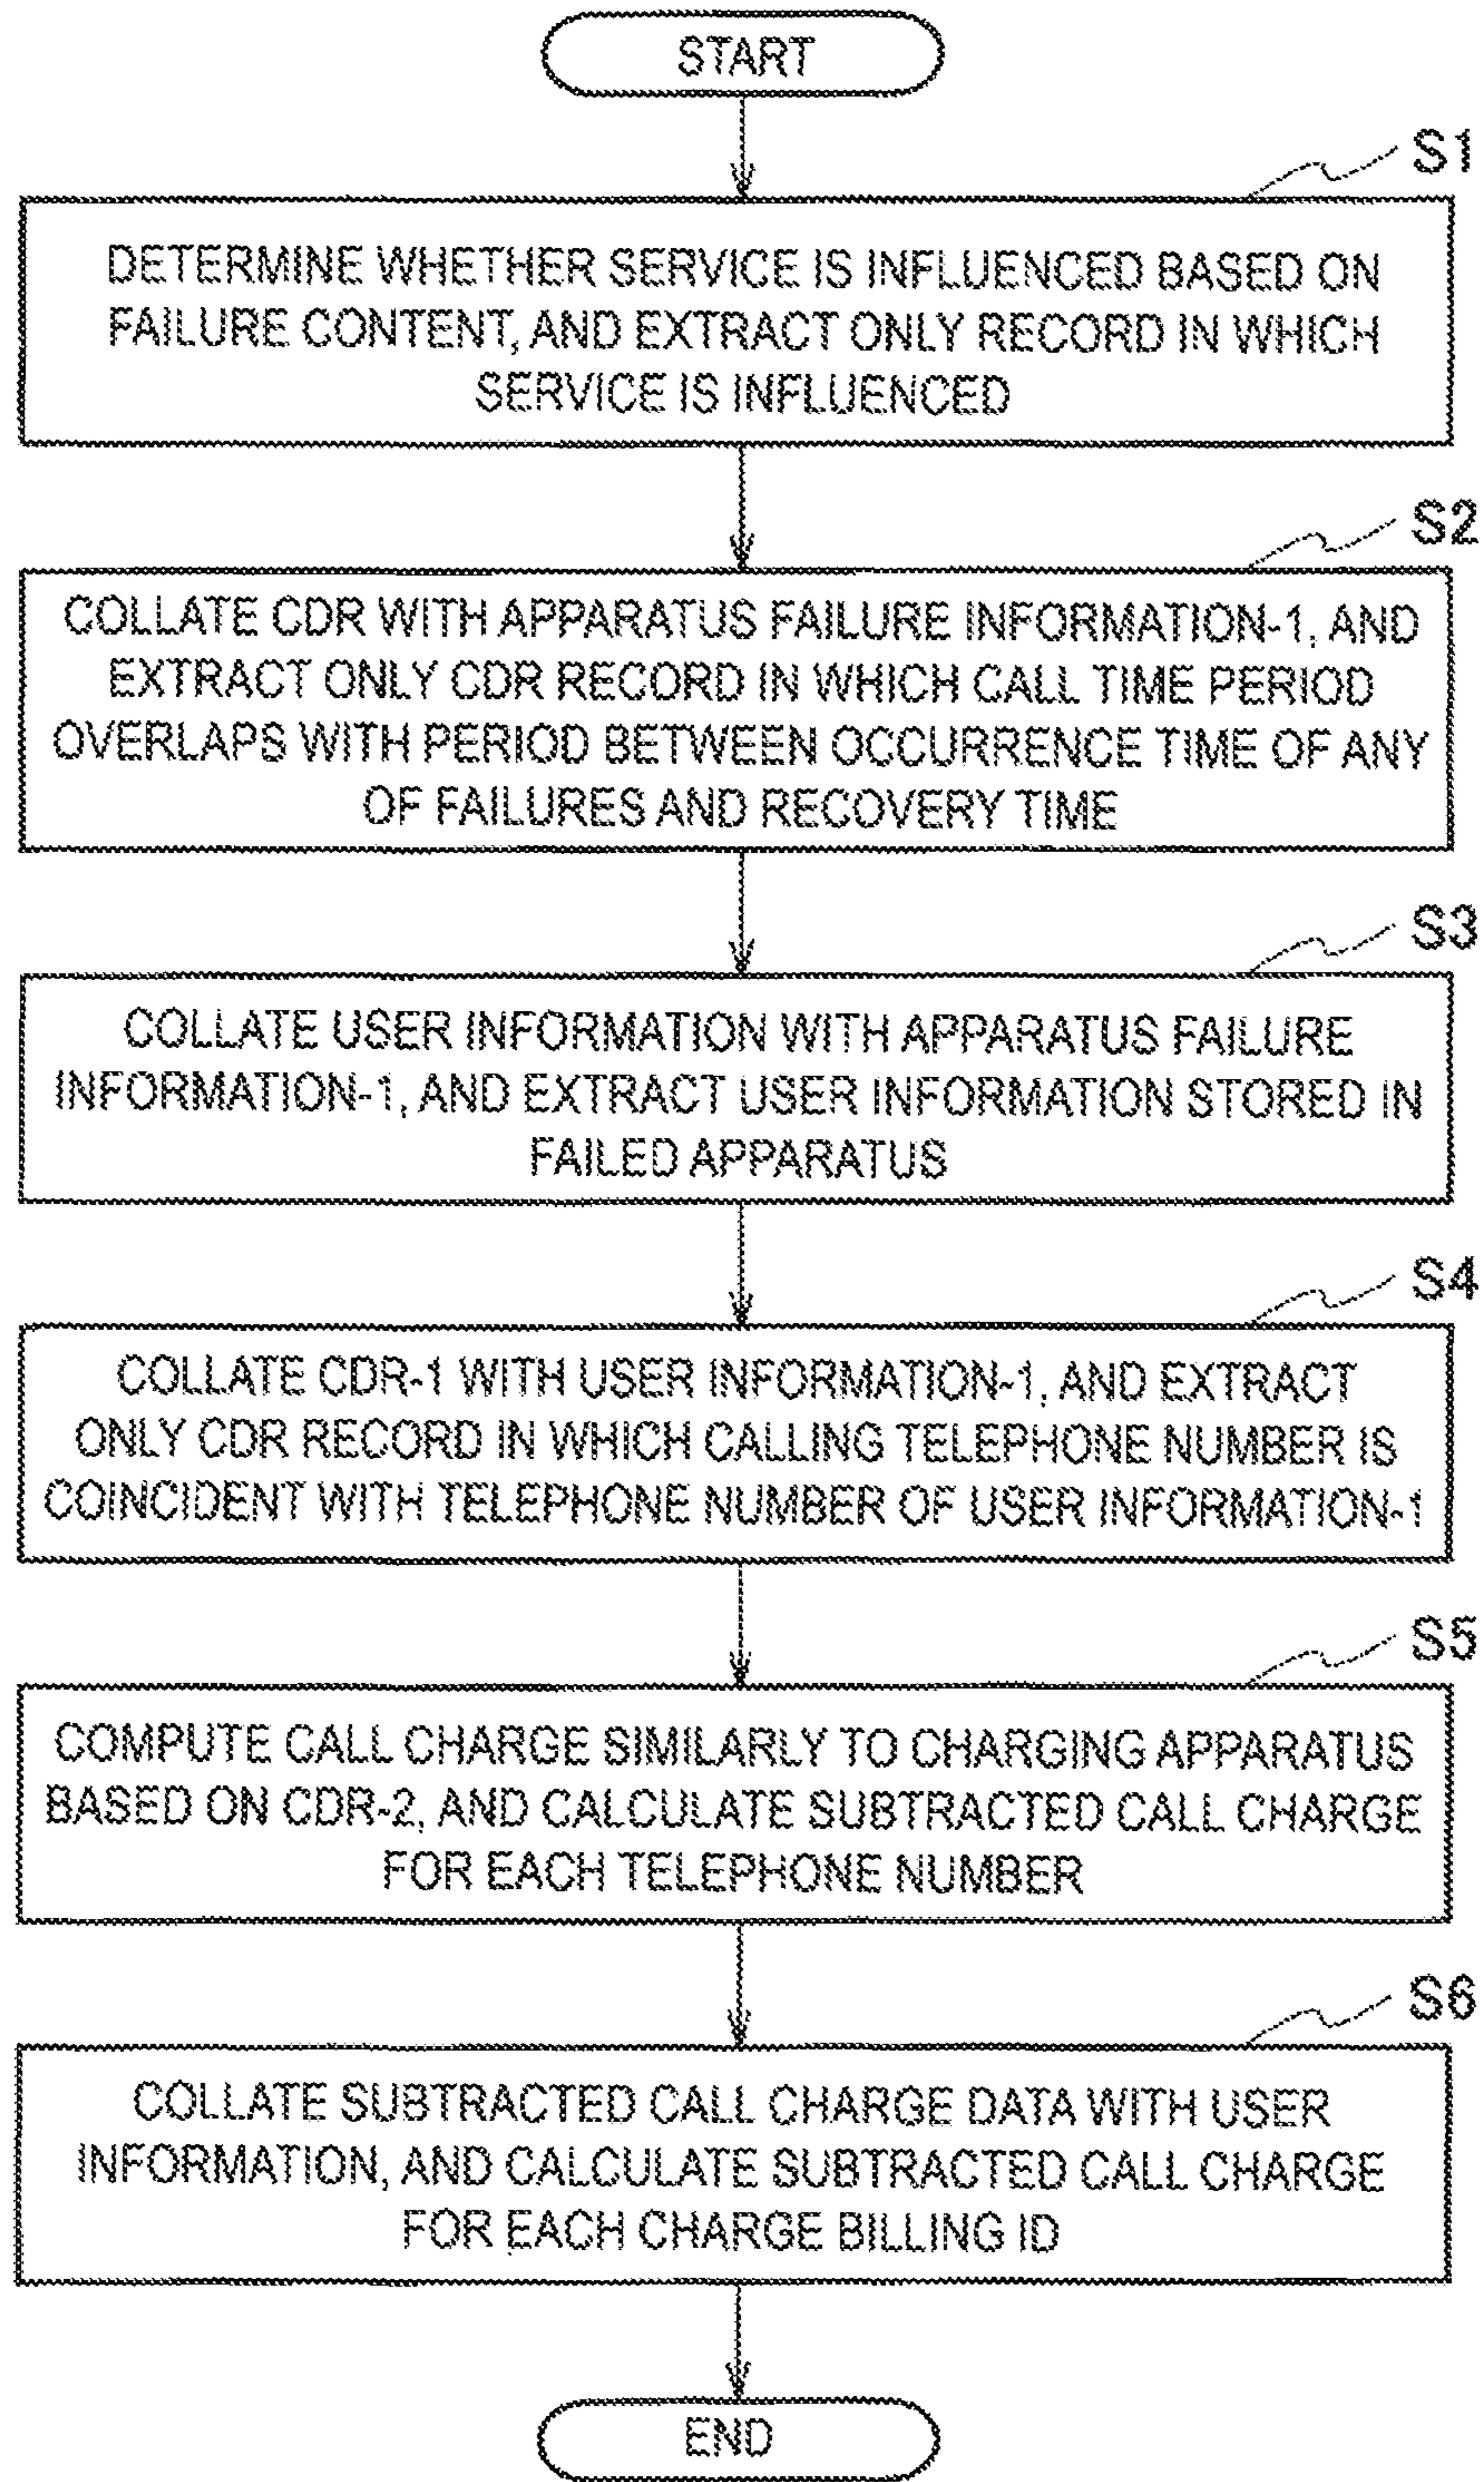 START
S1
DETERMINE WHETHER SERVICE IS INFLUENCED BASED ON
FAILURE CONTENT, AND EXTRACT ONLY RECORD IN WHICH
SERVICE IS INFLUENCED
S2
COLLATE CDR WITH APPARATUS FAILURE INFORMATION-1, AND
EXTRACT ONLY CDR RECORD IN WHICH CALL TIME PERIOD
OVERLAPS WITH PERIOD BETWEEN OCCURRENCE TIME OF ANY
OF FAILURES AND RECOVERY TIME
S3
COLLATE USER INFORMATION WITH APPARATUS FAILURE
INFORMATION-1, AND EXTRACT USER INFORMATION STORED IN
FAILED APPARATUS
S4
COLLATE CDR-1 WITH USER INFORMATION-1, AND EXTRACT
ONLY CDR RECORD IN WHICH CALLING TELEPHONE NUMBER IS
COINCIDENT WITH TELEPHONE NUMBER OF USER INFORMATION-1
S5
COMPUTE CALL CHARGE SIMILARLY TO CHARGING APPARATUS
BASED ON CDR-2, AND CALCULATE SUBTRACTED CALL CHARGE
FOR EACH TELEPHONE NUMBER
S6
COLLATE SUBTRACTED CALL CHARGE DATA WITH USER
INFORMATION, AND CALCULATE SUBTRACTED CALL CHARGE
FOR EACH CHARGE BILLING ID
END